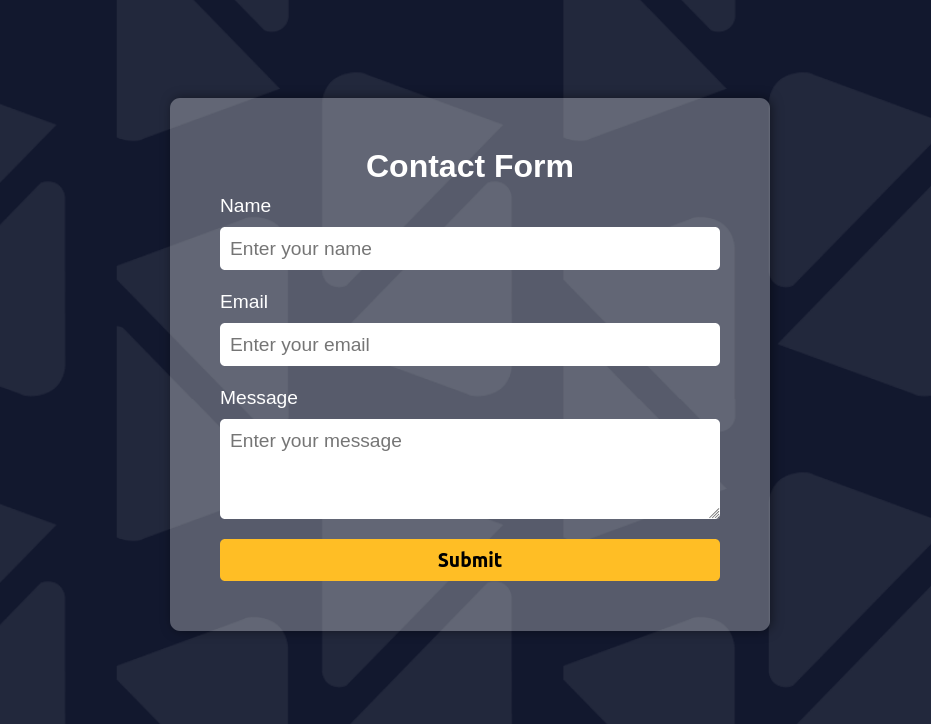 Contact Form
Name
Enter your name
Email
Enter your email
Message
Enter your message
Submit